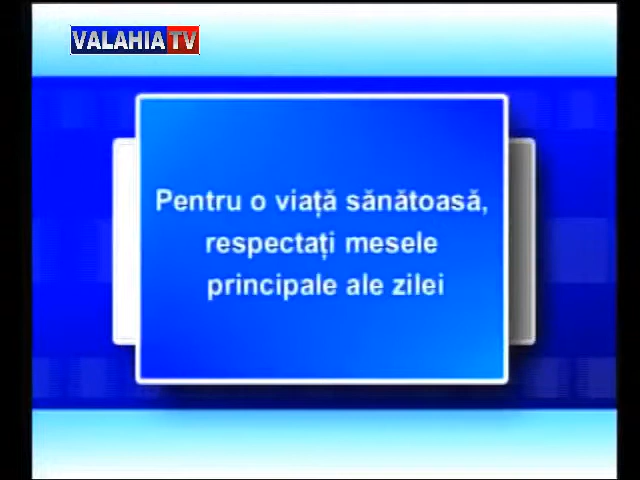 VALAHIA TV
Pentru o viață sănătoasă,
respectați mesele
principale ale zilei